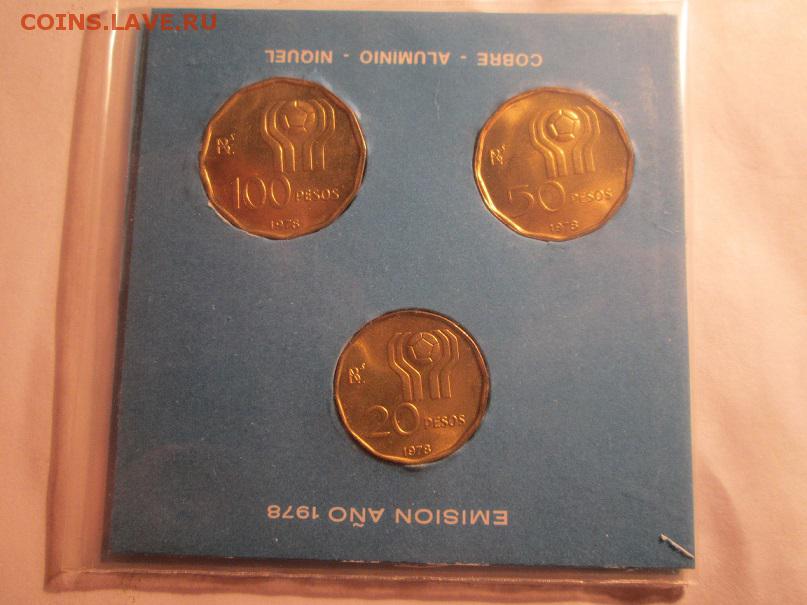 COINS.LAVE.RU
COBRE - ALUMINIO - NIQUEL
100 PESOS
1978
50 PESOS
1978
20 PESOS
1978
EMISION AÑO 1978